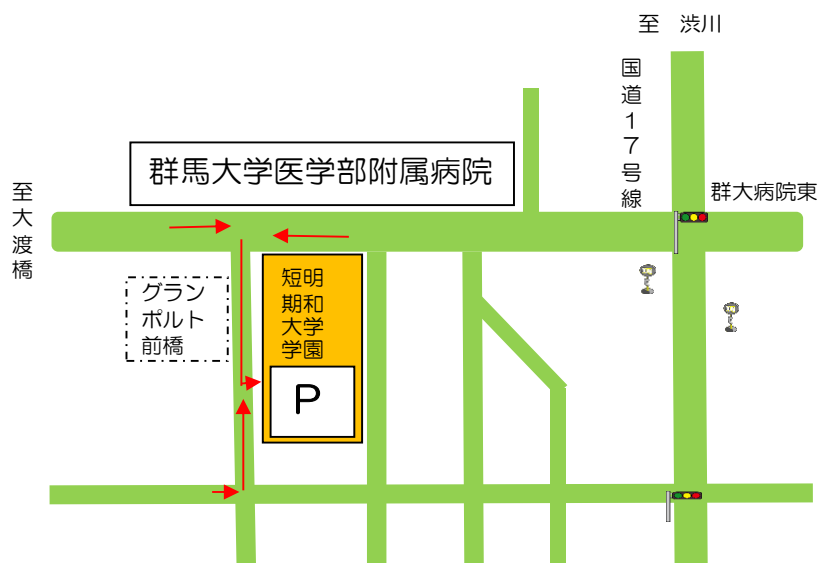 至　渋川
国道１７号線
群馬大学医学部附属病院
至大渡橋
群大病院東
グラン
ポルト
前橋
明和学園
短期大学
P